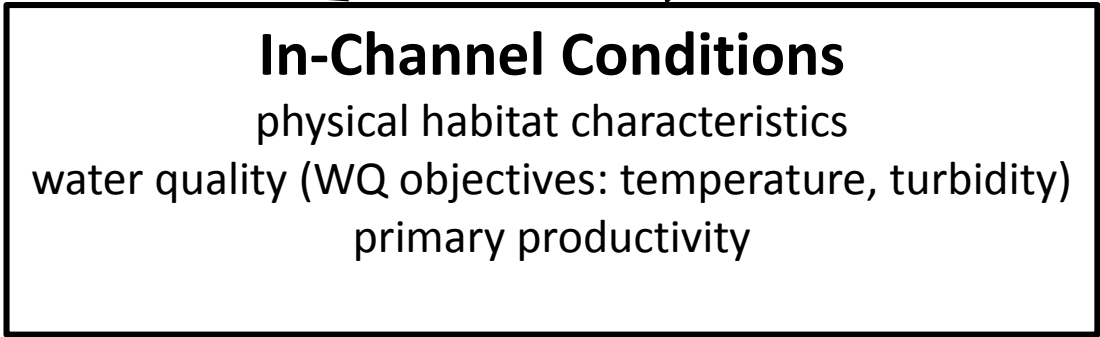 In-Channel Conditions
physical habitat characteristics
water quality (WQ objectives: temperature, turbidity)
primary productivity